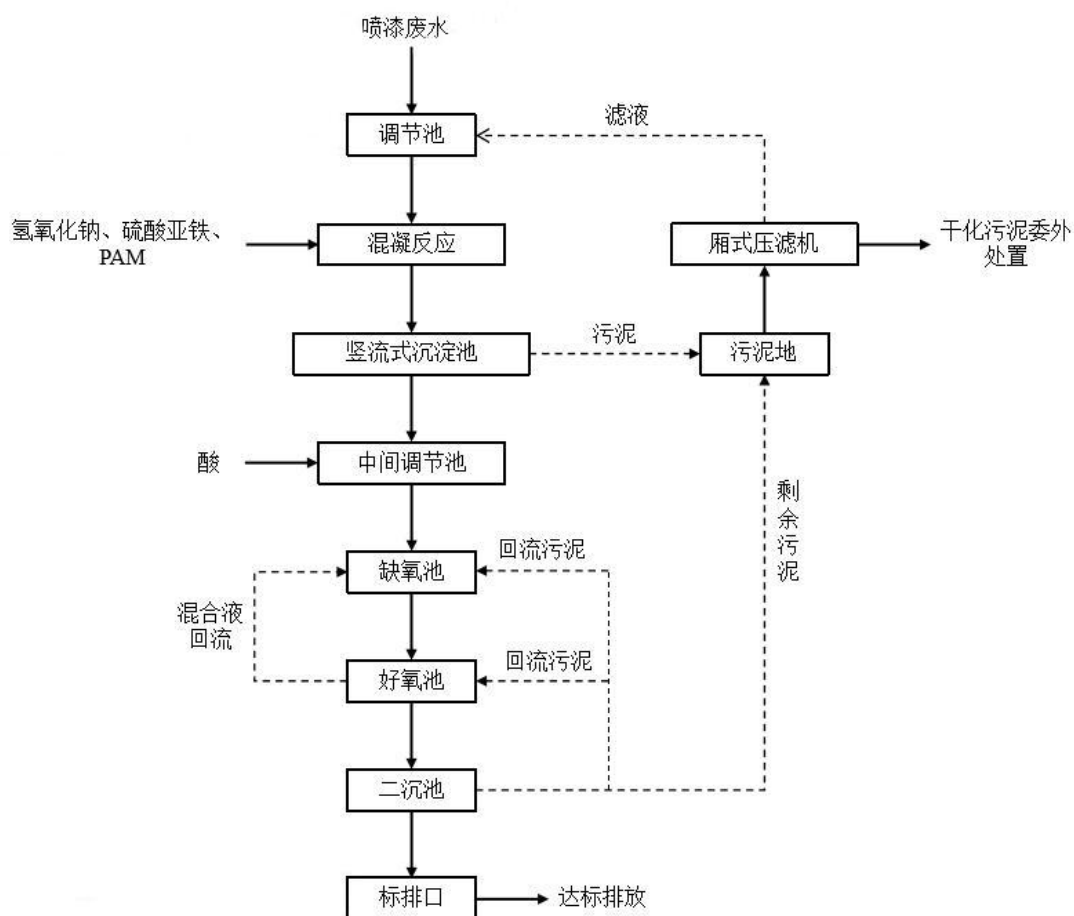 喷漆废水
调节池
滤液
氢氧化钠、硫酸亚铁、
PAM
混凝反应
厢式压滤机
干化污泥委外
处置
竖流式沉淀池
污泥
污泥地
酸
中间调节池
剩
余
污
泥
缺氧池
回流污泥
混合液
回流
好氧池
回流污泥
二沉池
标排口
达标排放